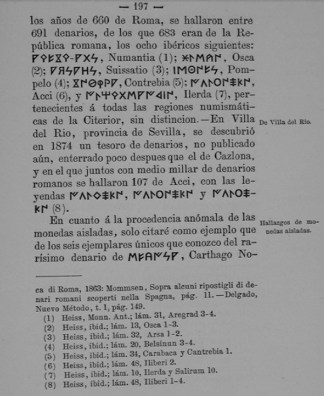 — 197 —
los años de 660 de Roma, se hallaron entre
691 denarios, de los que 683 eran de la Re-
pública romana, los ocho ibéricos siguientes:
Numantia (1); Osca
(2); Suissatio (3); Pom-
pelo (4); Contrebia (5);
Acci (6), y Ilerda (7), per-
tenecientes á todas las regiones numismáti-
cas de la Citerior, sin distincion.—En Villa
del Rio, provincia de Sevilla, se descubrió
en 1874 un tesoro de denarios, no publicado
aún, enterrado poco despues que el de Cazlona,
y en el que juntos con medio millar de denarios
romanos se hallaron 107 de Acci, con las le-
yendas y
(8).
De Villa del Rio.
En cuanto á la procedencia anómala de las
monedas aisladas, solo citaré como ejemplo que
de los seis ejemplares únicos que conozco del ra-
rísimo denario de Carthago No-
Hallazgos de mo-
nedas aisladas.
ca di Roma, 1863: Mommsen, Sopra alcuni ripostigli di de-
nari romani scoperti nella Spagna, pág. 11.—Delgado,
Nuevo Método, t. I, pág. 149.
(1) Heiss, Monn. Ant.; lám. 31, Aregrad 3-4.
(2) Heiss, ibid.; lám. 13, Osca 1-3.
(3) Heiss, ibid.; lám. 32, Arsa 1-2.
(4) Heiss, ibid.; lám. 20, Belsinun 3-4.
(5) Heiss, ibid.; lám. 34, Carabaca y Contrebia 1.
(6) Heiss, ibid.; lám. 48, Iliberi 2.
(7) Heiss, ibid.; lám. 10, Ilerda y Salirum 10.
(8) Heiss, ibid.; lám. 48, Iliberi 1-4.